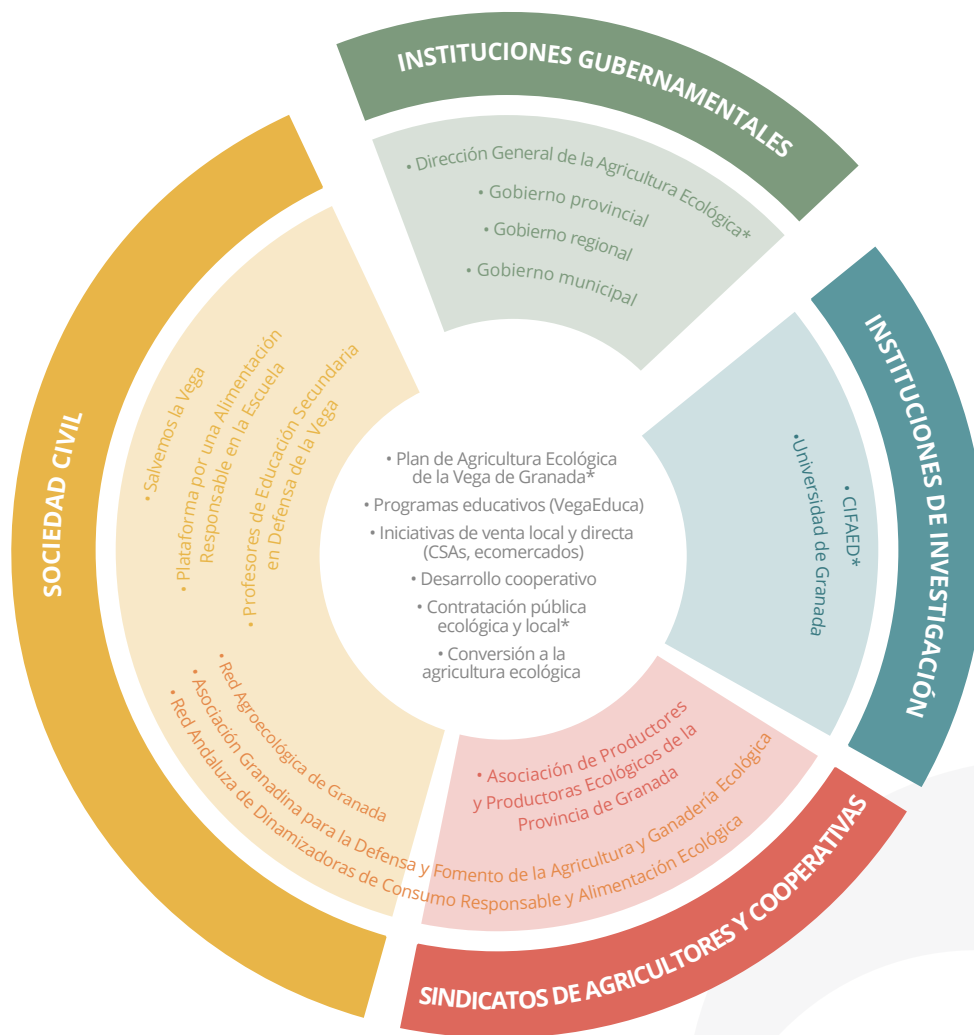 INSTITUCIONES GUBERNAMENTALES
• Dirección General de la Agricultura Ecológica*
• Gobierno provincial
• Gobierno regional
• Gobierno municipal
INSTITUCIONES DE INVESTIGACIÓN
• CIFAED*
•Universidad de Granada
SINDICATOS DE AGRICULTORES Y COOPERATIVAS
• Asociación de Productores
y Productoras Ecológicos de la
Provincia de Granada
SOCIEDAD CIVIL
• Salvemos la Vega
• Plataforma por una Alimentación
Responsable en la Escuela
• Profesores de Educación Secundaria
en Defensa de la Vega
• Red Agroecológica de Granada
• Asociación Granadina para la Defensa y Fomento de la Agricultura y Ganadería Ecológica
• Red Andaluza de Dinamizadoras de Consumo Responsable y Alimentación Ecológica
• Plan de Agricultura Ecológica
de la Vega de Granada*
• Programas educativos (VegaEduca)
• Iniciativas de venta local y directa
(CSAs, ecomercados)
• Desarrollo cooperativo
• Contratación pública
ecológica y local*
• Conversión a la
agricultura ecológica